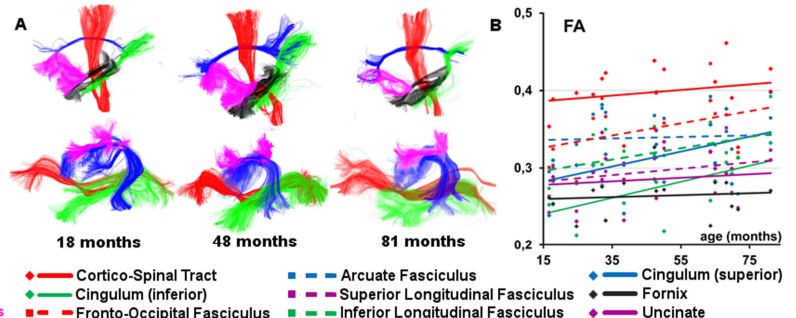 A
B
FA
0,5
0,4
0,3
0,2
15
35
55
75
age (months)
18 months
48 months
81 months
Cortico-Spinal Tract
Arcuate Fasciculus
Cingulum (superior)
Cingulum (inferior)
Superior Longitudinal Fasciculus
Fornix
Fronto-Occipital Fasciculus
Inferior Longitudinal Fasciculus
Uncinate